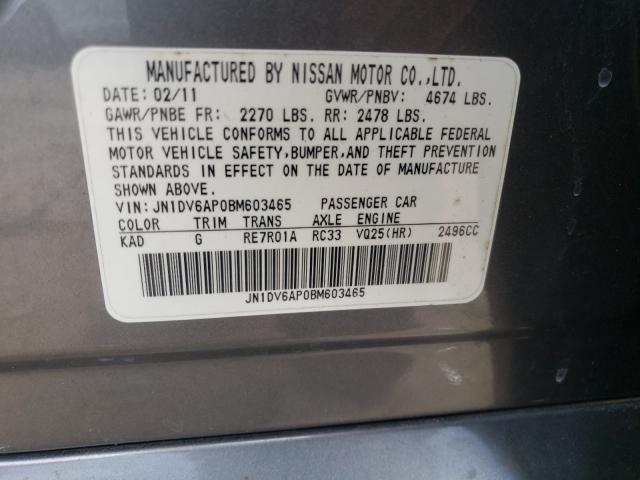 MANUFACTURED BY NISSAN MOTOR CO.,LTD.
DATE: 02/11 GVWR/PNBV: 4674 LBS.
GAWR/PNBE FR: 2270 LBS. RR: 2478 LBS.
THIS VEHICLE CONFORMS TO ALL APPLICABLE FEDERAL
MOTOR VEHICLE SAFETY,BUMPER,AND THEFT PREVENTION
STANDARDS IN EFFECT ON THE DATE OF MANUFACTURE
SHOWN ABOVE.
VIN: JN1DV6AP0BM603465 PASSENGER CAR
COLOR TRIM TRANS AXLE ENGINE
KAD G RE7R01A RC33 VQ25(HR) 2496CC
JN1DV6AP0BM603465